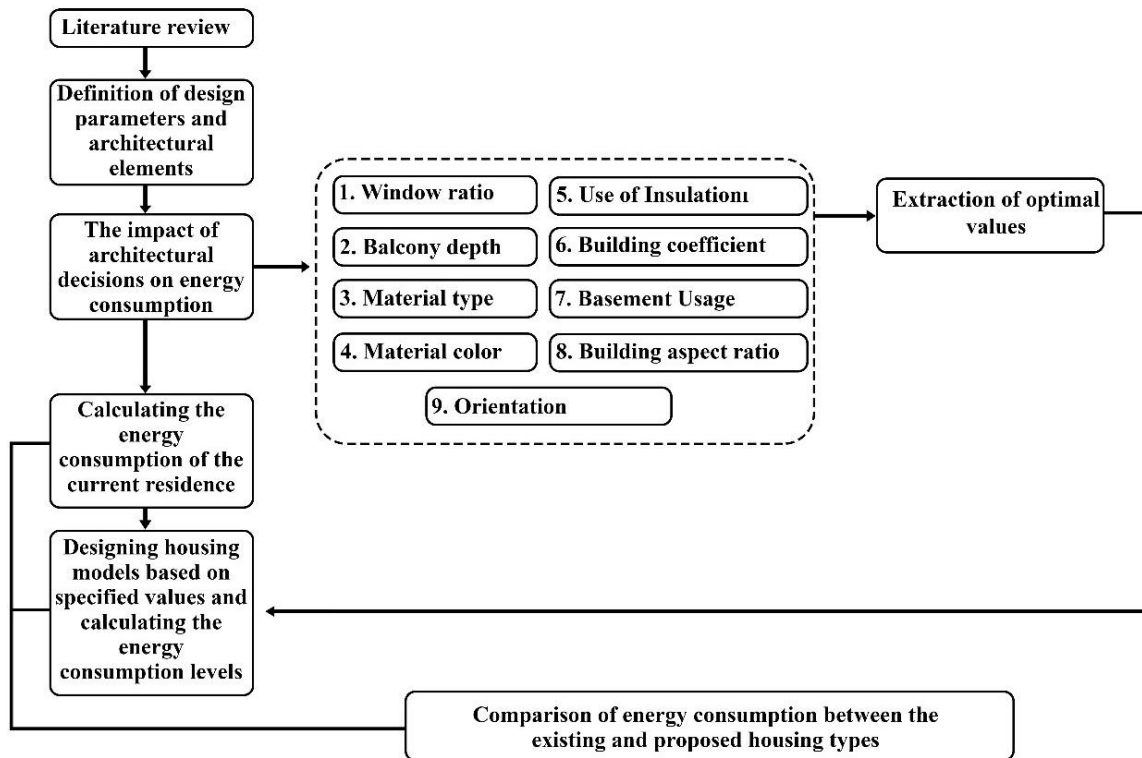 Literature review
Definition of design
parameters and
architectural
elements
The impact of
architectural
decisions on energy
consumption
1. Window ratio
2. Balcony depth
3. Material type
4. Material color
5. Use of Insulationı
6. Building coefficient
7. Basement Usage
8. Building aspect ratio
9. Orientation
Extraction of optimal
values
Calculating the
energy
consumption of the
current residence
Designing housing
models based on
specified values and
calculating the
energy
consumption levels
Comparison of energy consumption between the
existing and proposed housing types